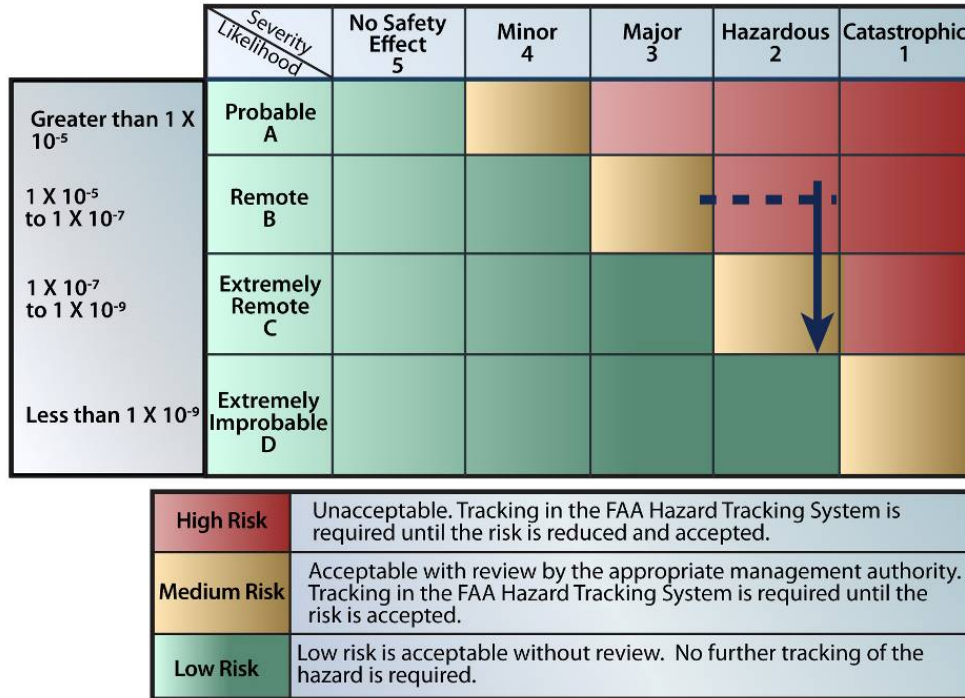 Severity
Likelihood
No Safety
Effect
5
Minor
4
Major
3
Hazardous
2
Catastrophic
1
Greater than 1 X
10⁻⁵
Probable
A
1 X 10⁻⁵
to 1 X 10⁻⁷
Remote
B
1 X 10⁻⁷
to 1 X 10⁻⁹
Extremely
Remote
C
Less than 1 X 10⁻⁹
Extremely
Improbable
D
High Risk
Unacceptable. Tracking in the FAA Hazard Tracking System is
required until the risk is reduced and accepted.
Medium Risk
Acceptable with review by the appropriate management authority.
Tracking in the FAA Hazard Tracking System is required until the
risk is accepted.
Low Risk
Low risk is acceptable without review. No further tracking of the
hazard is required.